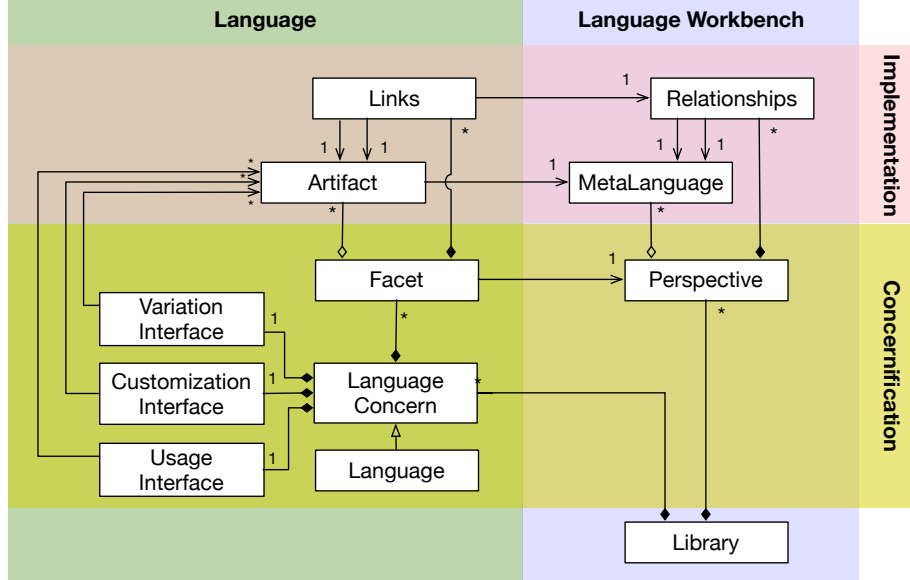 Language
Language Workbench
Implementation
Links
1
Relationships
*
*
1
1
1
1
*
*
*
Artifact
1
MetaLanguage
*
*
Concernification
Facet
1
Perspective
*
*
Variation
Interface
1
Customization
Interface
1
Language
Concern
*
Usage
Interface
1
Language
Library